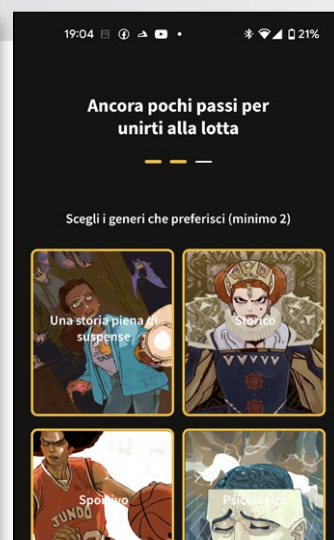 19:04
21%
Ancora pochi passi per
unirti alla lotta
Scegli i generi che preferisci (minimo 2)
Una storia piena di
suspense
Storico
Sportivo
Psicologico
JUNDO